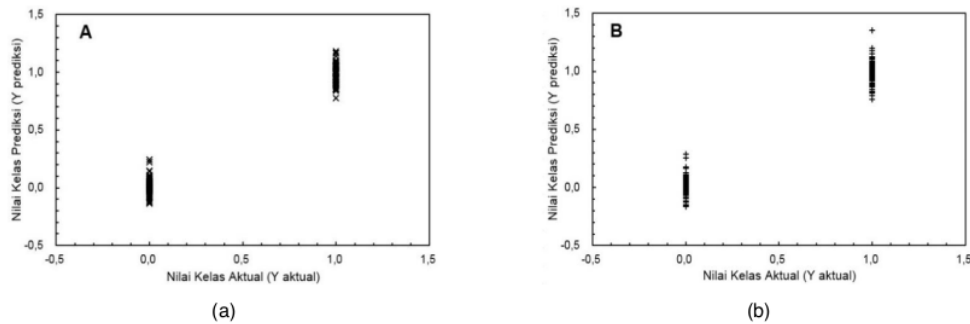 A
1,5
1,0
0,5
0,0
-0,5
-0,5
0,0
0,5
1,0
1,5
Nilai Kelas Prediksi (Y prediksi)
Nilai Kelas Aktual (Y aktual)
(a)
B
1,5
1,0
0,5
0,0
-0,5
-0,5
0,0
0,5
1,0
1,5
Nilai Kelas Prediksi (Y prediksi)
Nilai Kelas Aktual (Y aktual)
(b)